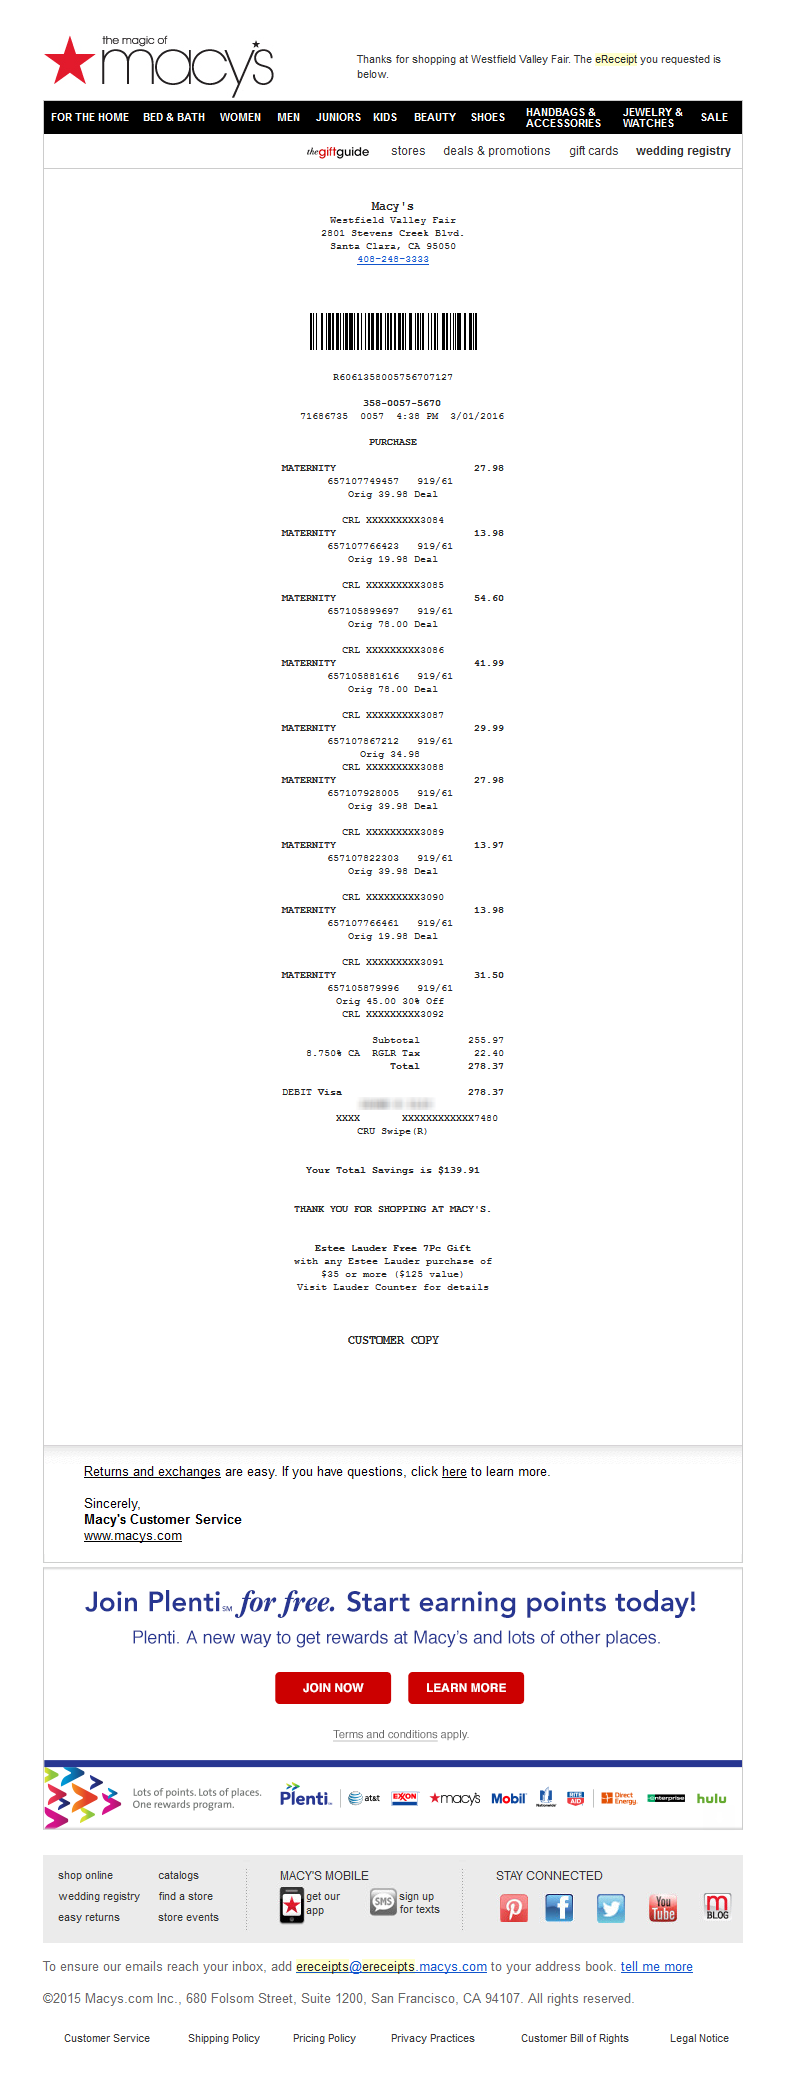 the magic of
macy's
Thanks for shopping at Westfield Valley Fair. The eReceipt you requested is
below.
FOR THE HOME BED & BATH WOMEN MEN JUNIORS KIDS BEAUTY SHOES HANDBAGS & ACCESSORIES JEWELRY & WATCHES SALE
the giftguide stores deals & promotions gift cards wedding registry
Macy's
Westfield Valley Fair
2801 Stevens Creek Blvd.
Santa Clara, CA 95050
408-248-3333
R6061358005756707127
358-0057-5670
71686735 0057 4:38 PM 3/01/2016
PURCHASE
MATERNITY 27.98
657107749457 919/61
Orig 39.98 Deal
CRL XXXXXXXXX3084
MATERNITY 13.98
657107766423 919/61
Orig 19.98 Deal
CRL XXXXXXXXX3085
MATERNITY 54.60
657105899697 919/61
Orig 78.00 Deal
CRL XXXXXXXXX3086
MATERNITY 41.99
657105881616 919/61
Orig 78.00 Deal
CRL XXXXXXXXX3087
MATERNITY 29.99
657107867212 919/61
Orig 34.98
CRL XXXXXXXXX3088
MATERNITY 27.98
657107928005 919/61
Orig 39.98 Deal
CRL XXXXXXXXX3089
MATERNITY 13.97
657107822303 919/61
Orig 39.98 Deal
CRL XXXXXXXXX3090
MATERNITY 13.98
657107766461 919/61
Orig 19.98 Deal
CRL XXXXXXXXX3091
MATERNITY 31.50
657105879996 919/61
Orig 45.00 30% Off
CRL XXXXXXXXX3092
Subtotal 255.97
8.750% CA RGLR Tax 22.40
Total 278.37
DEBIT Visa 278.37
XXXX XXXXXXXXXXXX7480
CRU Swipe(R)
Your Total Savings is $139.91
THANK YOU FOR SHOPPING AT MACY'S.
Estee Lauder Free 7Pc Gift
with any Estee Lauder purchase of
$35 or more ($125 value)
Visit Lauder Counter for details
CUSTOMER COPY
Returns and exchanges are easy. If you have questions, click here to learn more.
Sincerely,
Macy's Customer Service
www.macys.com
Join Plenti℠ for free. Start earning points today!
Plenti. A new way to get rewards at Macy's and lots of other places.
JOIN NOW LEARN MORE
Terms and conditions apply.
Lots of points. Lots of places.
One rewards program.
Plenti at&t EXXON macy's Mobil Nationwide RITE AID Direct Energy enterprise hulu
shop online catalogs MACY'S MOBILE STAY CONNECTED
wedding registry find a store get our app SMS sign up for texts You Tube m BLOG
easy returns store events
To ensure our emails reach your inbox, add ereceipts@ereceipts.macys.com to your address book. tell me more
©2015 Macys.com Inc., 680 Folsom Street, Suite 1200, San Francisco, CA 94107. All rights reserved.
Customer Service Shipping Policy Pricing Policy Privacy Practices Customer Bill of Rights Legal Notice